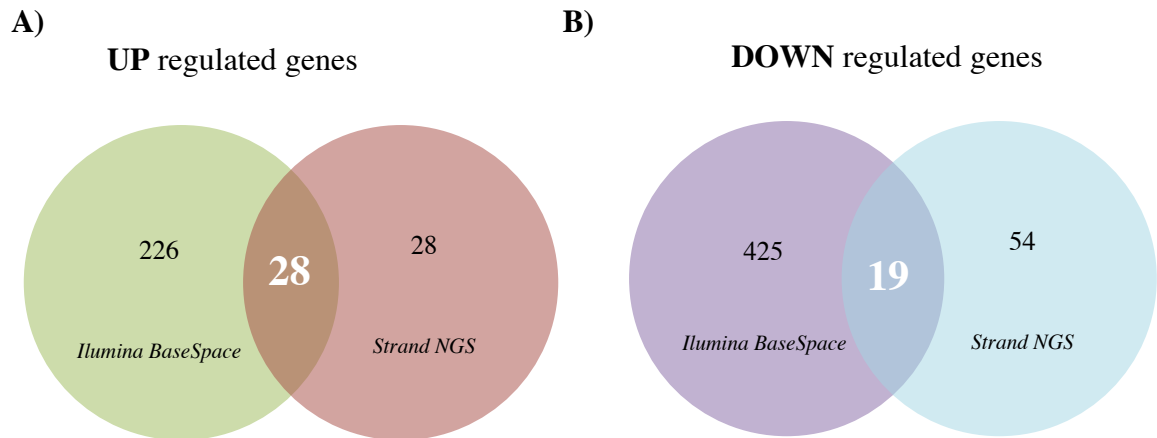 A)
UP regulated genes
226
28
28
Ilumina BaseSpace
Strand NGS
B)
DOWN regulated genes
425
19
54
Ilumina BaseSpace
Strand NGS